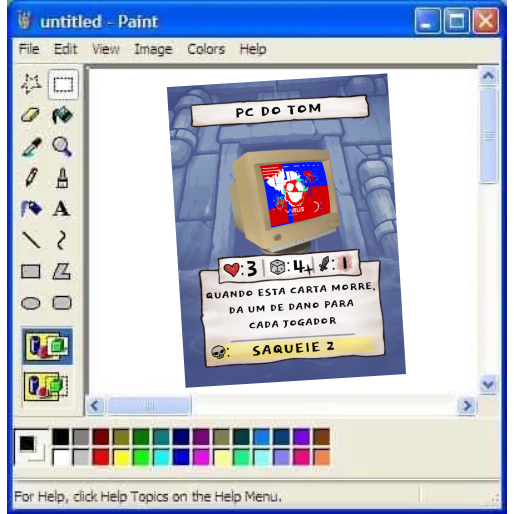 untitled - Paint
File Edit View Image Colors Help
A
PC DO TOM
VIRUS
:3 :4+ :1
QUANDO ESTA CARTA MORRE,
DA UM DE DANO PARA
CADA JOGADOR
: SAQUEIE 2
For Help, click Help Topics on the Help Menu.